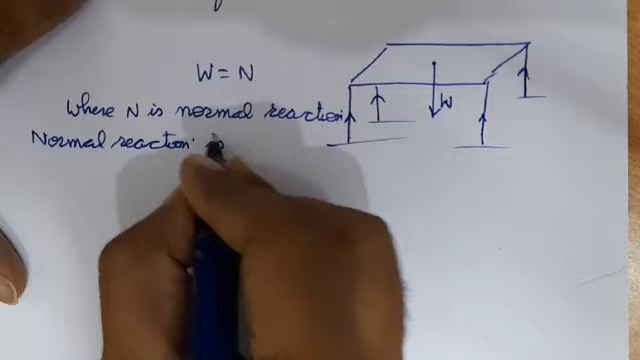 W = N
W
Where N is normal reaction
Normal reaction